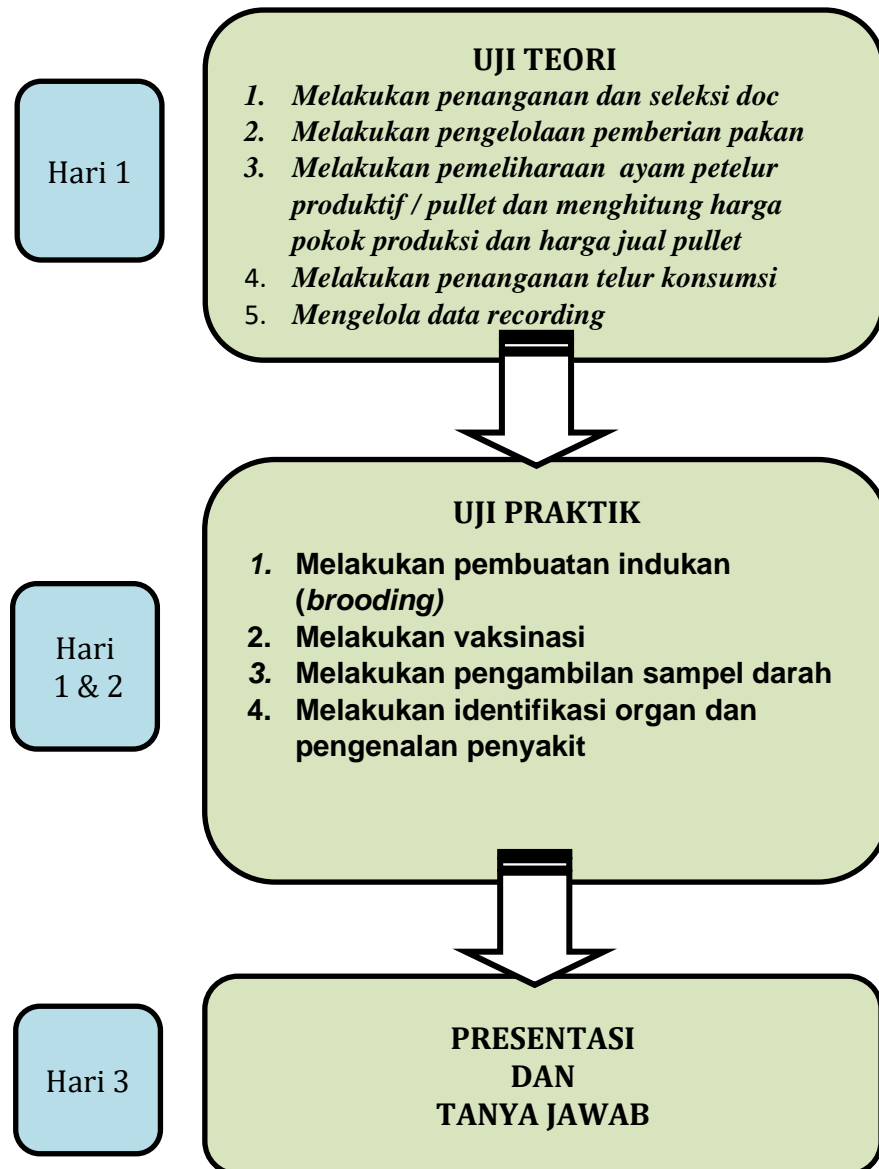 Hari 1
UJI TEORI
1. Melakukan penanganan dan seleksi doc
2. Melakukan pengelolaan pemberian pakan
3. Melakukan pemeliharaan ayam petelur
produktif / pullet dan menghitung harga
pokok produksi dan harga jual pullet
4. Melakukan penanganan telur konsumsi
5. Mengelola data recording
Hari
1 & 2
UJI PRAKTIK
1. Melakukan pembuatan indukan
(brooding)
2. Melakukan vaksinasi
3. Melakukan pengambilan sampel darah
4. Melakukan identifikasi organ dan
pengenalan penyakit
Hari 3
PRESENTASI
DAN
TANYA JAWAB